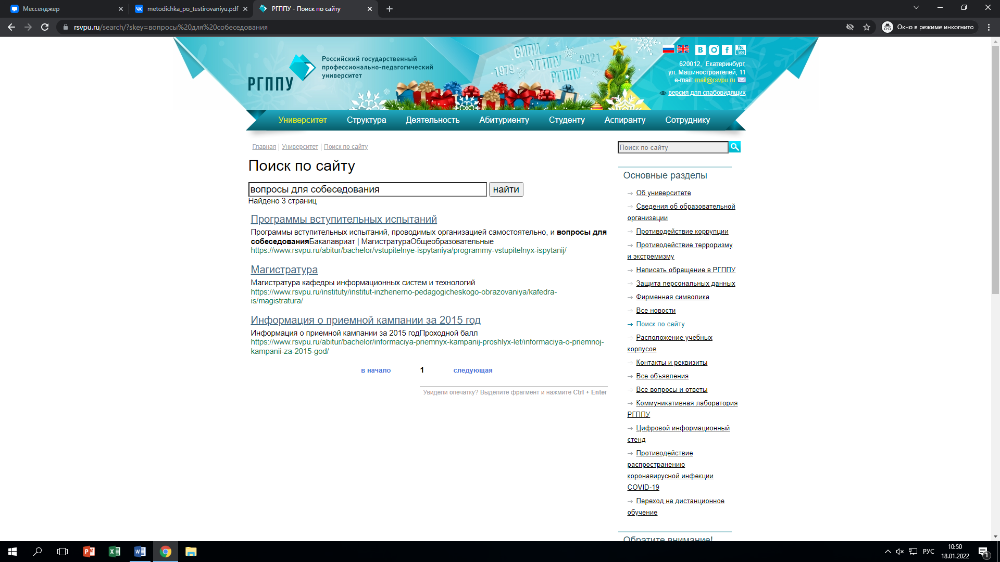 Мессенджер
metodichka_po_testirovaniyu.pdf
РГППУ - Поиск по сайту
rsvpu.ru/search/?skey=вопросы%20для%20собеседования
Окно в режиме инкогнито
РГППУ
Российский государственный
профессионально-педагогический
университет
СИПИ
1979
УГППУ
2021
РГППУ
You
Tube
620012, Екатеринбург,
ул. Машиностроителей, 11
e-mail: mail@rsvpu.ru
версия для слабовидящих
Университет
Структура
Деятельность
Абитуриенту
Студенту
Аспиранту
Сотруднику
Главная | Университет | Поиск по сайту
Поиск по сайту
вопросы для собеседования
найти
Найдено 3 страниц
Программы вступительных испытаний
Программы вступительных испытаний, проводимых организацией самостоятельно, и вопросы для
собеседованияБакалавриат | МагистратураОбщеобразовательные
https://www.rsvpu.ru/abitur/bachelor/vstupitelnye-ispytaniya/programmy-vstupitelnyx-ispytanij/
Магистратура
Магистратура кафедры информационных систем и технологий
https://www.rsvpu.ru/instituty/institut-inzhenerno-pedagogicheskogo-obrazovaniya/kafedra-
is/magistratura/
Информация о приемной кампании за 2015 год
Информация о приемной кампании за 2015 годПроходной балл
https://www.rsvpu.ru/abitur/bachelor/informaciya-priemnyx-kampanij-proshlyx-let/informaciya-o-priemnoj-
kampanii-za-2015-god/
в начало
1
следующая
Увидели опечатку? Выделите фрагмент и нажмите Ctrl + Enter
Поиск по сайту
Основные разделы
Об университете
Сведения об образовательной
организации
Противодействие коррупции
Противодействие терроризму
и экстремизму
Написать обращение в РГППУ
Защита персональных данных
Фирменная символика
Все новости
Поиск по сайту
Расположение учебных
корпусов
Контакты и реквизиты
Все объявления
Все вопросы и ответы
Коммуникативная лаборатория
РГППУ
Цифровой информационный
стенд
Противодействие
распространению
коронавирусной инфекции
COVID-19
Переход на дистанционное
обучение
Обратите внимание!
РУС
10:50
18.01.2022
1